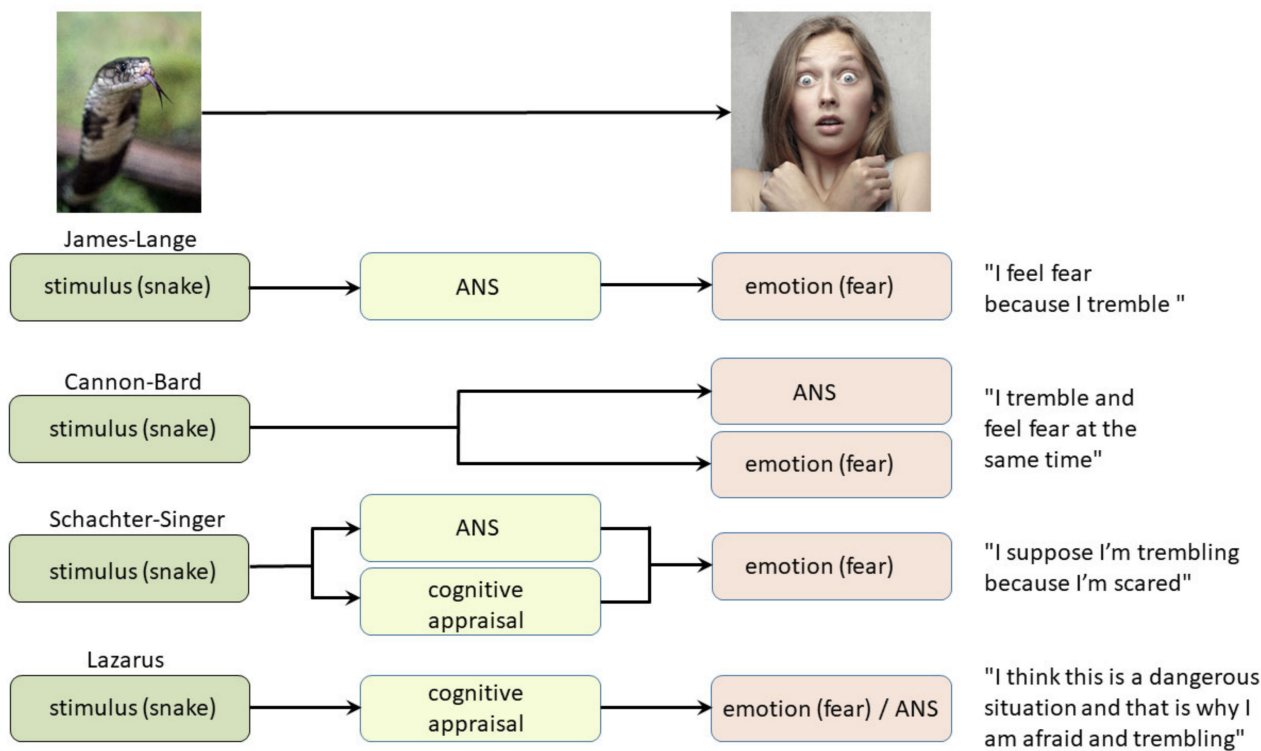 James-Lange
stimulus (snake)
ANS
emotion (fear)
"I feel fear
because I tremble "
Cannon-Bard
stimulus (snake)
ANS
emotion (fear)
"I tremble and
feel fear at the
same time"
Schachter-Singer
stimulus (snake)
ANS
cognitive
appraisal
emotion (fear)
"I suppose I’m trembling
because I’m scared"
Lazarus
stimulus (snake)
cognitive
appraisal
emotion (fear) / ANS
"I think this is a dangerous
situation and that is why I
am afraid and trembling"